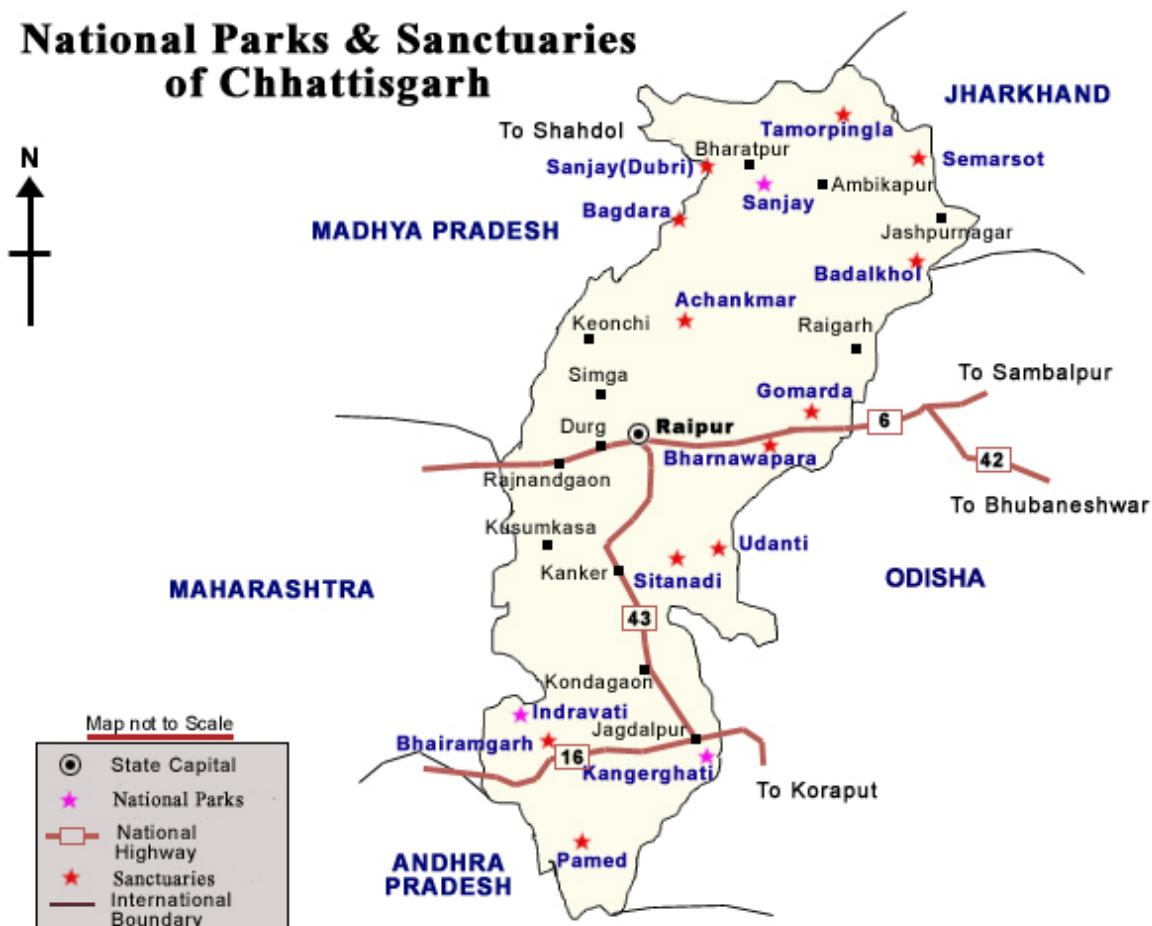 National Parks & Sanctuaries
of Chhattisgarh
JHARKHAND
To Shahdol
Tamorpingla
N
Bharatpur
Semarsot
Sanjay(Dubri)
Ambikapur
Sanjay
Bagdara
MADHYA PRADESH
Jashpurnagar
Badalkhol
Achankmar
Keonchi
Raigarh
Simga
To Sambalpur
Gomarda
Durg
Raipur
6
Bharnawapara
42
Rajnandgaon
To Bhubaneshwar
Kusumkasa
Udanti
Kanker
Sitanadi
ODISHA
MAHARASHTRA
43
Kondagaon
Indravati
Map not to Scale
Jagdalpur
Bhairamgarh
16
Kangerghati
To Koraput
State Capital
National Parks
National
Highway
Sanctuaries
International
Boundary
Pamed
ANDHRA
PRADESH